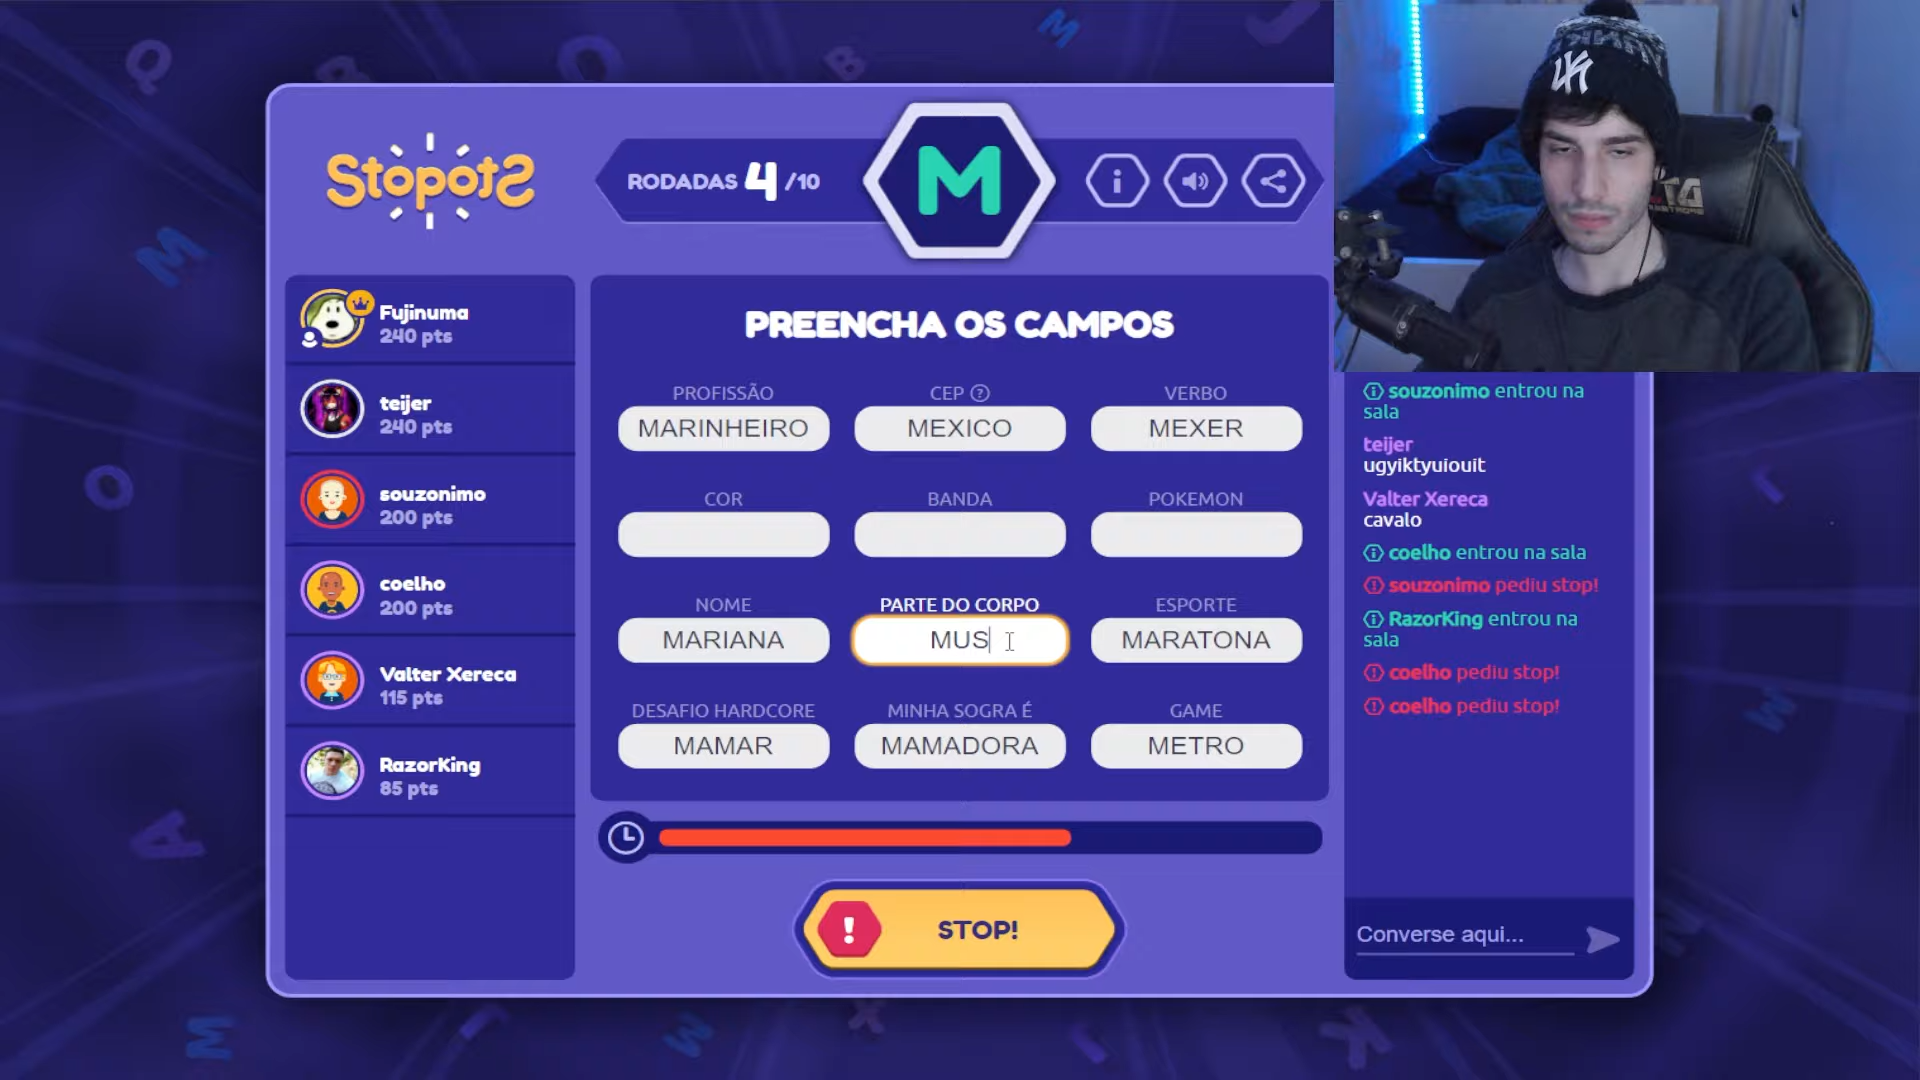 StopotS
RODADAS 4 /10
M
Fujinuma
240 pts
teijer
240 pts
souzonimo
200 pts
coelho
200 pts
Valter Xereca
115 pts
RazorKing
85 pts
PREENCHA OS CAMPOS
PROFISSÃO CEP VERBO
MARINHEIRO MEXICO MEXER
COR BANDA POKEMON
NOME PARTE DO CORPO ESPORTE
MARIANA MUS MARATONA
DESAFIO HARDCORE MINHA SOGRA É GAME
MAMAR MAMADORA METRO
STOP!
souzonimo entrou na
sala
teijer
ugyiktyuiouit
Valter Xereca
cavalo
coelho entrou na sala
souzonimo pediu stop!
RazorKing entrou na
sala
coelho pediu stop!
coelho pediu stop!
Converse aqui...